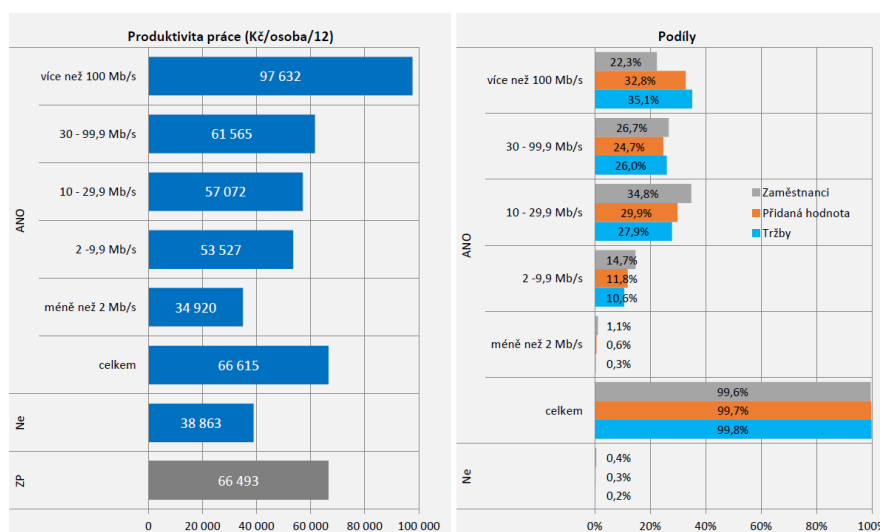 Produktivita práce (Kč/osoba/12)
více než 100 Mb/s
97 632
30 - 99,9 Mb/s
61 565
10 - 29,9 Mb/s
57 072
2 -9,9 Mb/s
53 527
méně než 2 Mb/s
34 920
celkem
66 615
ANO
Ne
38 863
ZP
66 493
0 20 000 40 000 60 000 80 000 100 000
Podíly
více než 100 Mb/s
22,3%
32,8%
35,1%
30 - 99,9 Mb/s
26,7%
24,7%
26,0%
10 - 29,9 Mb/s
34,8%
29,9%
27,9%
2 -9,9 Mb/s
14,7%
11,8%
10,6%
méně než 2 Mb/s
1,1%
0,6%
0,3%
celkem
99,6%
99,7%
99,8%
ANO
Ne
0,4%
0,3%
0,2%
Zaměstnanci
Přidaná hodnota
Tržby
0% 20% 40% 60% 80% 100%